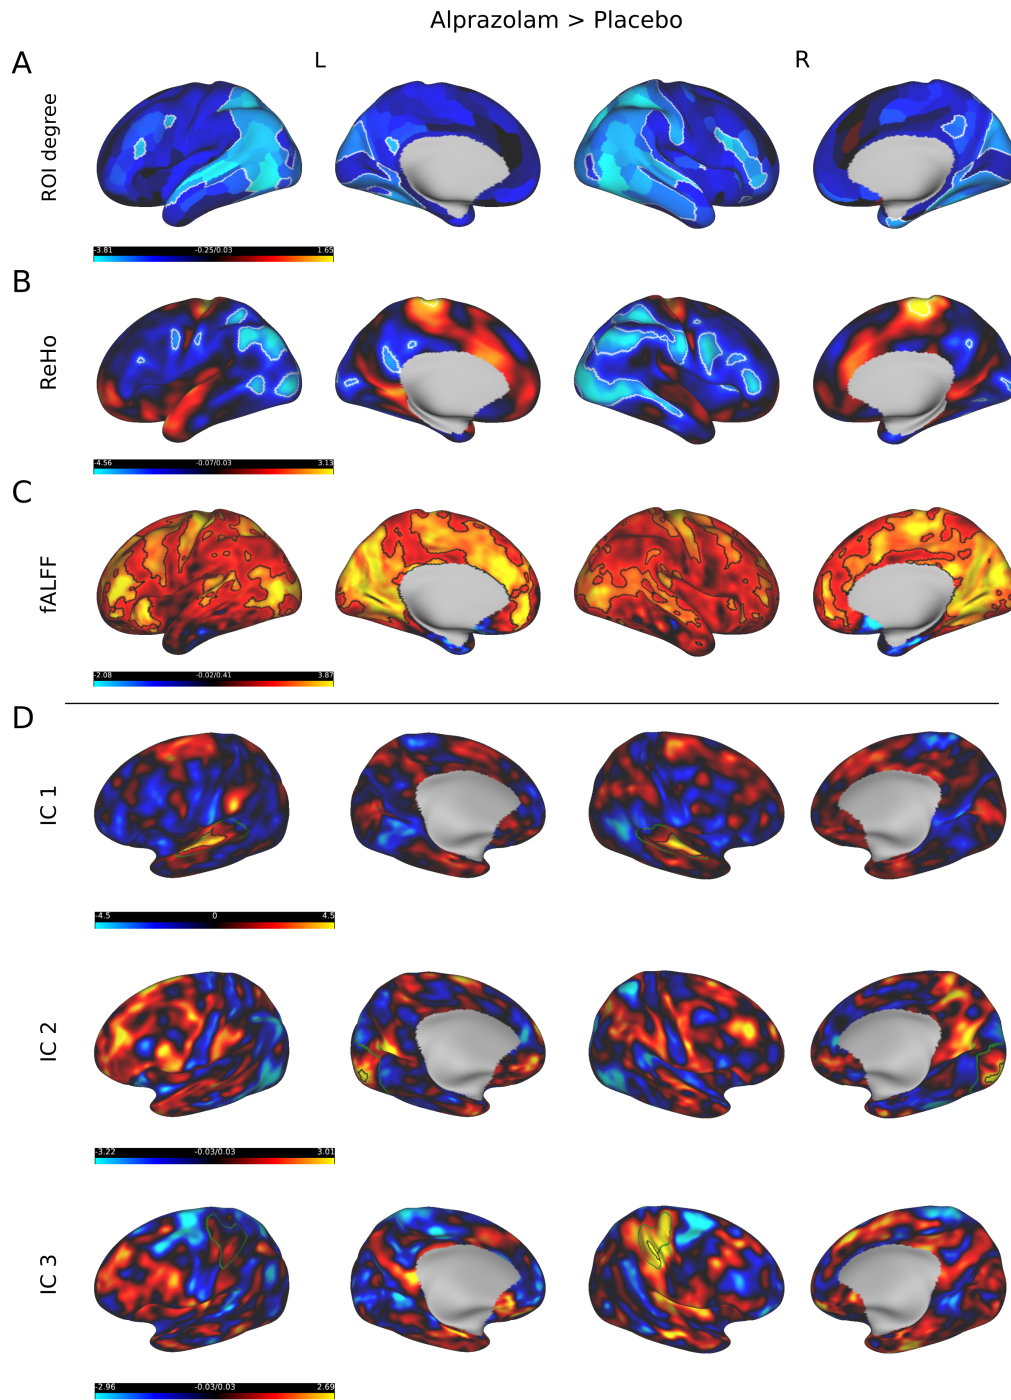 Alprazolam > Placebo
A
L
R
ROI degree
-3.81 -0.25/0.03 1.65
B
ReHo
-4.56 -0.07/0.03 3.13
C
fALFF
-2.08 -0.02/0.41 3.87
D
IC 1
-4.5 0 4.5
IC 2
-3.22 -0.03/0.03 3.01
IC 3
-2.96 -0.03/0.03 2.69